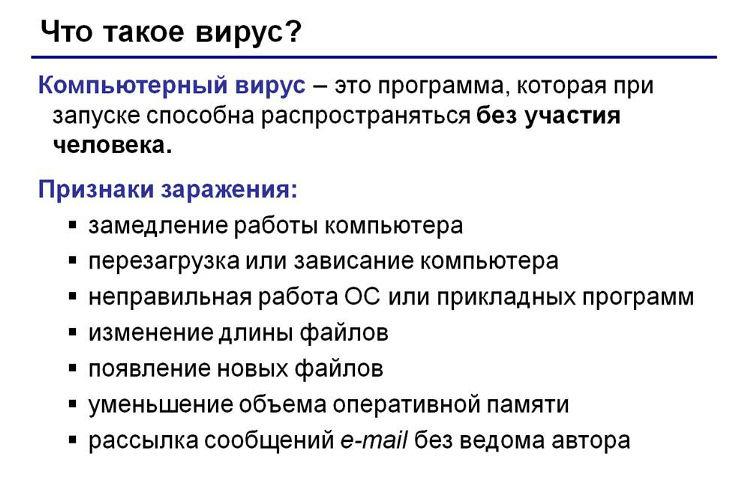 Что такое вирус?
Компьютерный вирус – это программа, которая при
запуске способна распространяться без участия
человека.
Признаки заражения:
▪ замедление работы компьютера
▪ перезагрузка или зависание компьютера
▪ неправильная работа ОС или прикладных программ
▪ изменение длины файлов
▪ появление новых файлов
▪ уменьшение объема оперативной памяти
▪ рассылка сообщений e-mail без ведома автора